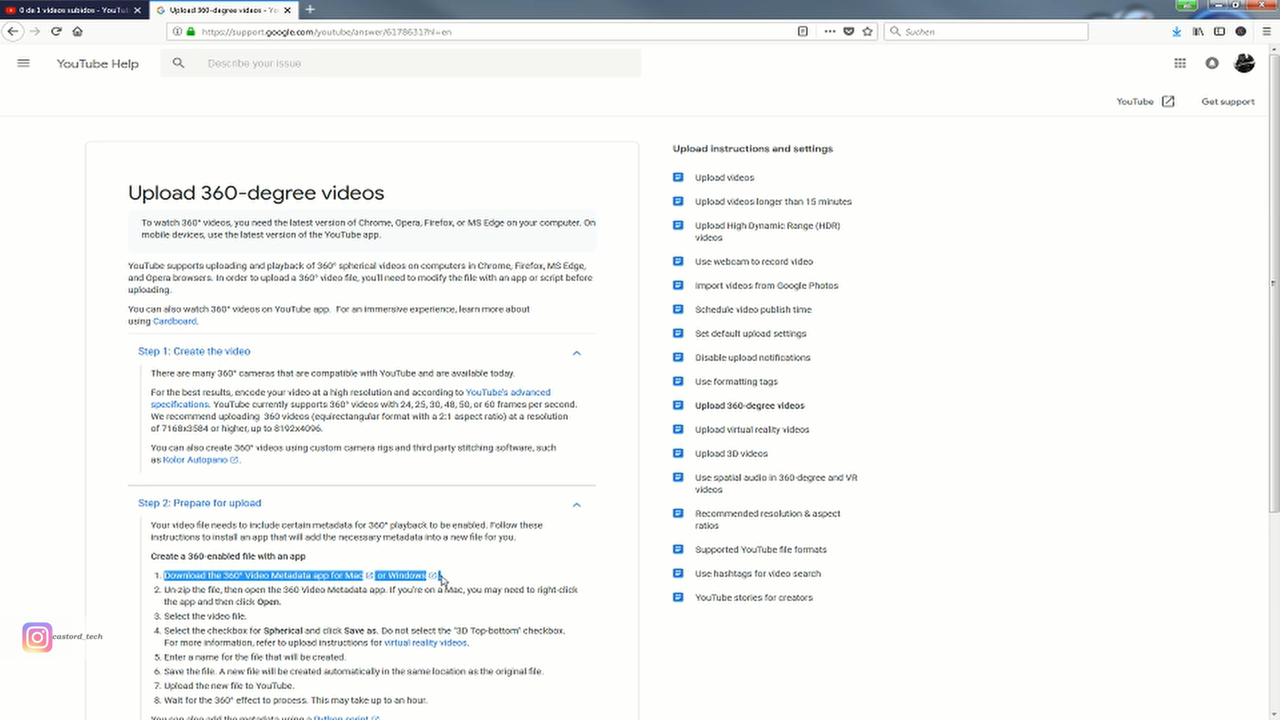 0 de 1 videos subidos - YouTu
Upload 360-degree videos - Yo
https://support.google.com/youtube/answer/6178631?hl=en
Suchen
YouTube Help
Describe your issue
YouTube
Get support
Upload 360-degree videos
To watch 360° videos, you need the latest version of Chrome, Opera, Firefox, or MS Edge on your computer. On
mobile devices, use the latest version of the YouTube app.
YouTube supports uploading and playback of 360° spherical videos on computers in Chrome, Firefox, MS Edge,
and Opera browsers. In order to upload a 360° video file, you'll need to modify the file with an app or script before
uploading.
You can also watch 360° videos on YouTube app. For an immersive experience, learn more about
using Cardboard.
Step 1: Create the video
There are many 360° cameras that are compatible with YouTube and are available today.
For the best results, encode your video at a high resolution and according to YouTube's advanced
specifications. YouTube currently supports 360° videos with 24, 25, 30, 48, 50, or 60 frames per second.
We recommend uploading 360 videos (equirectangular format with a 2:1 aspect ratio) at a resolution
of 7168x3584 or higher, up to 8192x4096.
You can also create 360° videos using custom camera rigs and third party stitching software, such
as Kolor Autopano.
Step 2: Prepare for upload
Your video file needs to include certain metadata for 360° playback to be enabled. Follow these
instructions to install an app that will add the necessary metadata into a new file for you.
Create a 360-enabled file with an app
1. Download the 360° Video Metadata app for Mac or Windows
2. Un-zip the file, then open the 360 Video Metadata app. If you're on a Mac, you may need to right-click
the app and then click Open.
3. Select the video file.
4. Select the checkbox for Spherical and click Save as. Do not select the "3D Top-bottom" checkbox.
For more information, refer to upload instructions for virtual reality videos.
5. Enter a name for the file that will be created.
6. Save the file. A new file will be created automatically in the same location as the original file.
7. Upload the new file to YouTube.
8. Wait for the 360° effect to process. This may take up to an hour.
You can also add the metadata using a Python script
Upload instructions and settings
Upload videos
Upload videos longer than 15 minutes
Upload High Dynamic Range (HDR)
videos
Use webcam to record video
Import videos from Google Photos
Schedule video publish time
Set default upload settings
Disable upload notifications
Use formatting tags
Upload 360-degree videos
Upload virtual reality videos
Upload 3D videos
Use spatial audio in 360-degree and VR
videos
Recommended resolution & aspect
ratios
Supported YouTube file formats
Use hashtags for video search
YouTube stories for creators
castord_tech